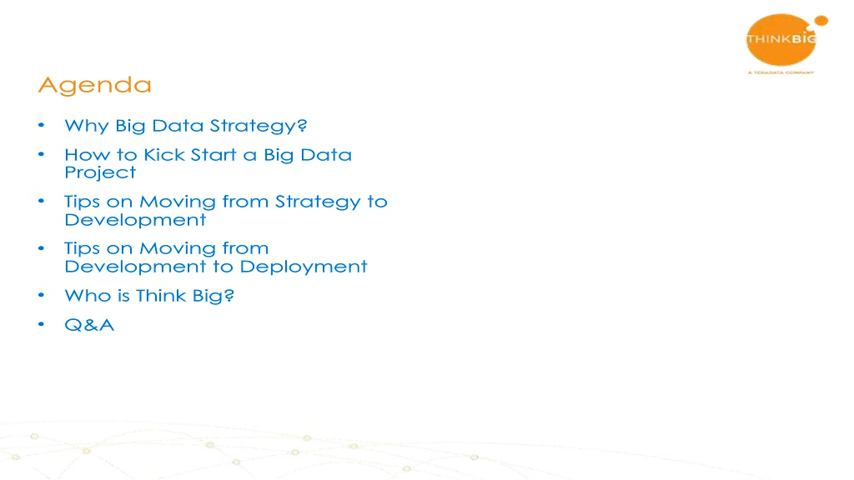 THINKBIG
A TERADATA COMPANY
Agenda
• Why Big Data Strategy?
• How to Kick Start a Big Data
Project
• Tips on Moving from Strategy to
Development
• Tips on Moving from
Development to Deployment
• Who is Think Big?
• Q&A